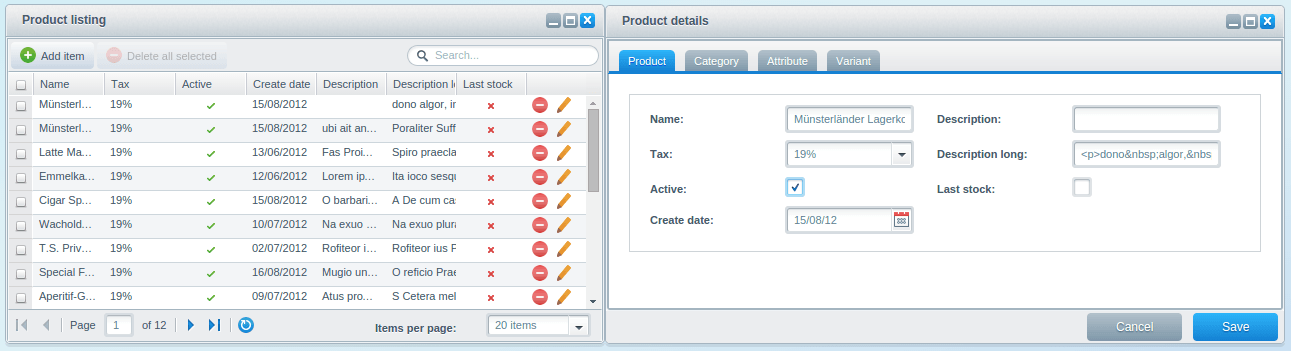 Product listing
Add item
Delete all selected
Search...
Name Tax Active Create date Description Description l Last stock
Münsterl... 19% 15/08/2012 dono algor, in
Münsterl... 19% 15/08/2012 ubi ait an... Poraliter Suff
Latte Ma... 19% 13/06/2012 Fas Proi... Spiro praecla
Emmelka... 19% 12/06/2012 Lorem ip... Ita ioco sesqu
Cigar Sp... 19% 15/08/2012 O barbari... A De cum cas
Wachold... 19% 10/07/2012 Na exuo ... Na exuo plura
T.S. Priv... 19% 02/07/2012 Rofiteor i... Rofiteor ius F
Special F... 19% 16/08/2012 Mugio un... O reficio Prae
Aperitif-G... 19% 09/07/2012 Atus pro... S Cetera mel
Page 1 of 12
Items per page: 20 items
Product details
Product Category Attribute Variant
Name: Münsterländer Lagerko Description:
Tax: 19% Description long: <p>dono&nbsp;algor,&nbs
Active: Last stock:
Create date: 15/08/12
Cancel Save